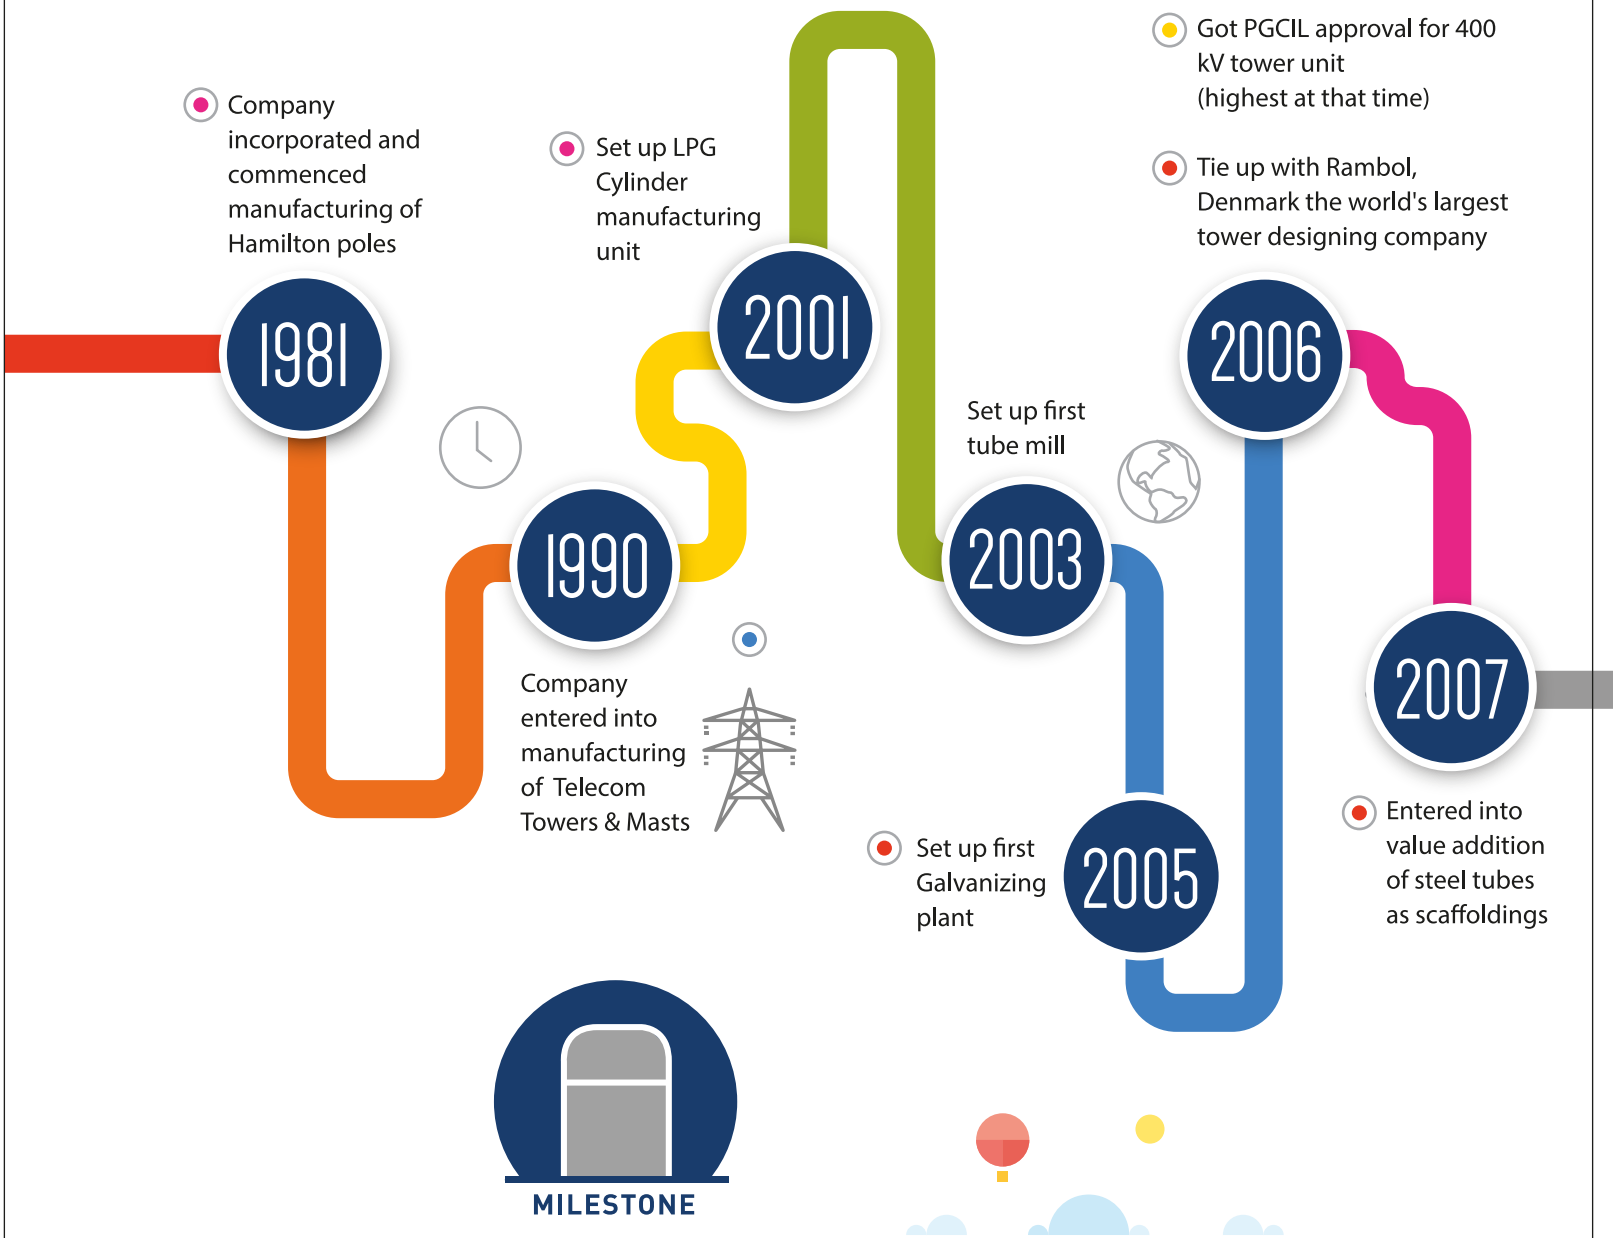 Company
incorporated and
commenced
manufacturing of
Hamilton poles
1981
1990
Company
entered into
manufacturing
of Telecom
Towers & Masts
Set up LPG
Cylinder
manufacturing
unit
2001
Set up first
tube mill
2003
Set up first
Galvanizing
plant
2005
Got PGCIL approval for 400
kV tower unit
(highest at that time)
Tie up with Rambol,
Denmark the world's largest
tower designing company
2006
2007
Entered into
value addition
of steel tubes
as scaffoldings
MILESTONE